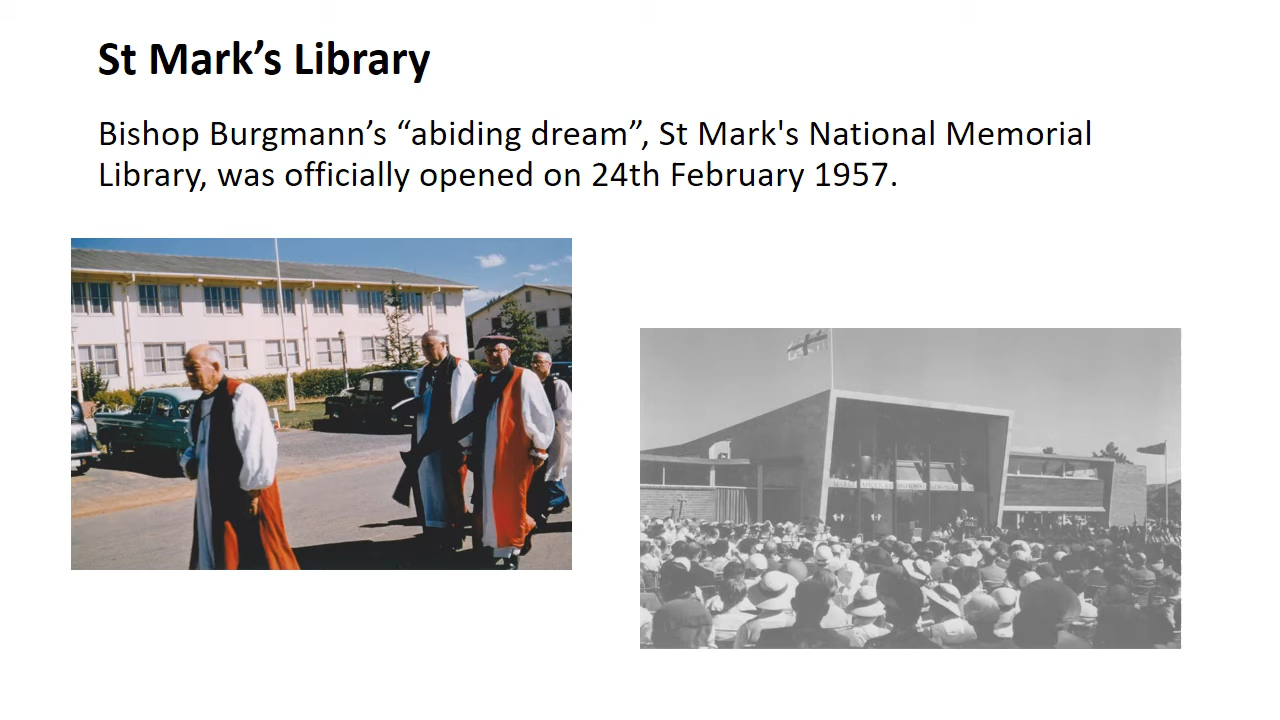 St Mark’s Library
Bishop Burgmann’s “abiding dream”, St Mark's National Memorial
Library, was officially opened on 24th February 1957.